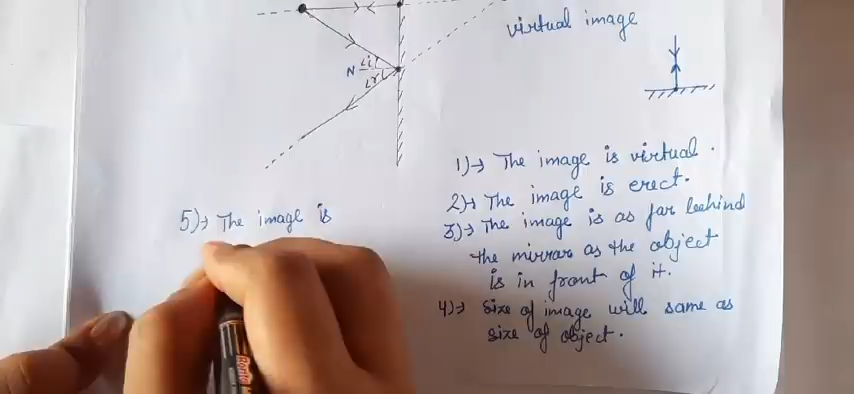 virtual image
N
∠i
∠r
1)→ The image is virtual.
2)→ The image is erect.
3)→ The image is as far behind
the mirror as the object
is in front of it.
4)→ Size of image will same as
size of object.
5)→ The image is